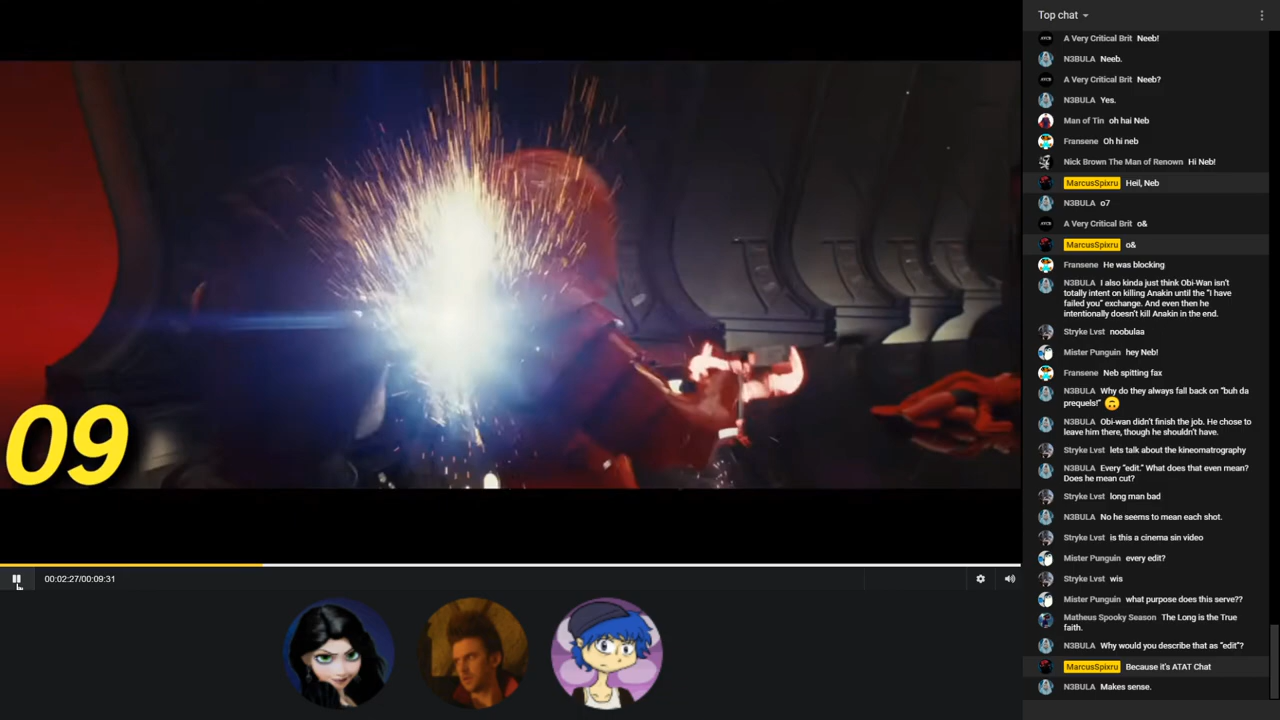 09
00:02:27/00:09:31
Top chat
A Very Critical Brit Neeb!
N3BULA Neeb.
A Very Critical Brit Neeb?
N3BULA Yes.
Man of Tin oh hai Neb
Fransene Oh hi neb
Nick Brown The Man of Renown Hi Neb!
MarcusSpixru Heil, Neb
N3BULA o7
A Very Critical Brit o&
MarcusSpixru o&
Fransene He was blocking
N3BULA I also kinda just think Obi-Wan isn't
totally intent on killing Anakin until the "I have
failed you" exchange. And even then he
intentionally doesn't kill Anakin in the end.
Stryke Lvst noobulaa
Mister Punguin hey Neb!
Fransene Neb spitting fax
N3BULA Why do they always fall back on "buh da
prequels!" 🙃
N3BULA Obi-wan didn't finish the job. He chose to
leave him there, though he shouldn't have.
Stryke Lvst lets talk about the kineomatrography
N3BULA Every "edit." What does that even mean?
Does he mean cut?
Stryke Lvst long man bad
N3BULA No he seems to mean each shot.
Stryke Lvst is this a cinema sin video
Mister Punguin every edit?
Stryke Lvst wis
Mister Punguin what purpose does this serve??
Matheus Spooky Season The Long is the True
faith.
N3BULA Why would you describe that as "edit"?
MarcusSpixru Because it's ATAT Chat
N3BULA Makes sense.